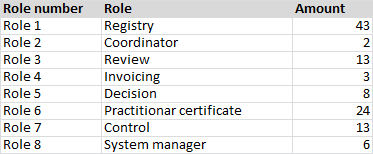 Role number Role Amount
Role 1 Registry 43
Role 2 Coordinator 2
Role 3 Review 13
Role 4 Invoicing 3
Role 5 Decision 8
Role 6 Practitionar certificate 24
Role 7 Control 13
Role 8 System manager 6